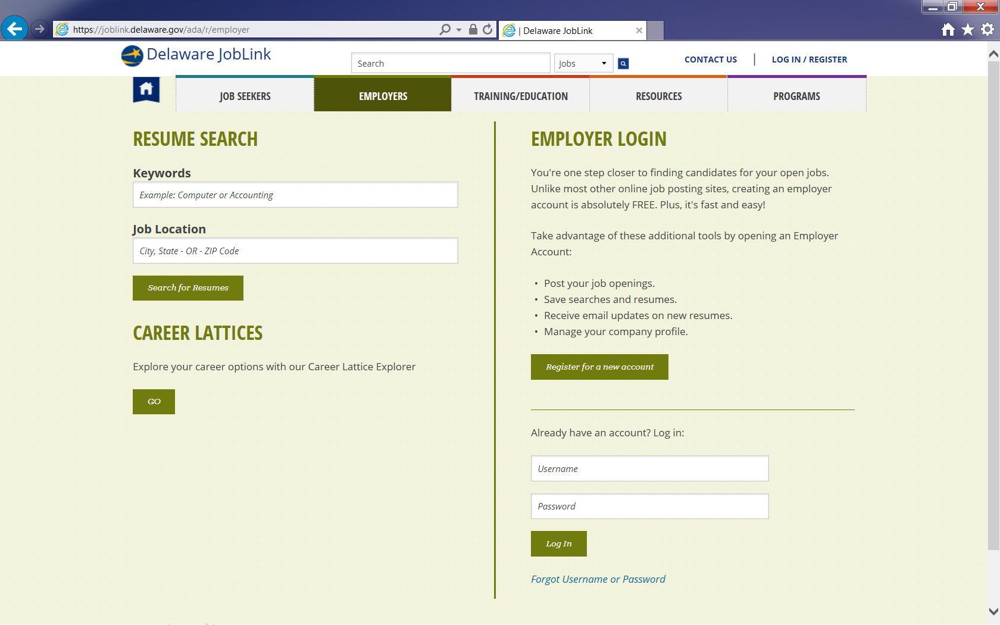 https://joblink.delaware.gov/ada/r/employer
| Delaware JobLink
Delaware JobLink
Search
Jobs
CONTACT US | LOG IN / REGISTER
JOB SEEKERS
EMPLOYERS
TRAINING/EDUCATION
RESOURCES
PROGRAMS
RESUME SEARCH
Keywords
Example: Computer or Accounting
Job Location
City, State - OR - ZIP Code
Search for Resumes
CAREER LATTICES
Explore your career options with our Career Lattice Explorer
GO
EMPLOYER LOGIN
You're one step closer to finding candidates for your open jobs.
Unlike most other online job posting sites, creating an employer
account is absolutely FREE. Plus, it's fast and easy!
Take advantage of these additional tools by opening an Employer
Account:
• Post your job openings.
• Save searches and resumes.
• Receive email updates on new resumes.
• Manage your company profile.
Register for a new account
Already have an account? Log in:
Username
Password
Log In
Forgot Username or Password